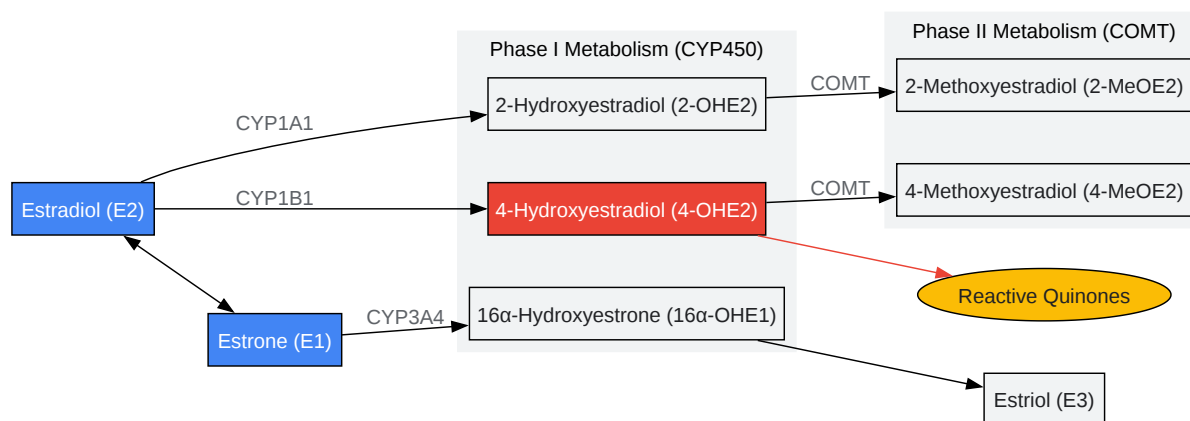 Phase I Metabolism (CYP450)
Phase II Metabolism (COMT)
2-Hydroxyestradiol (2-OHE2)
COMT
2-Methoxyestradiol (2-MeOE2)
CYP1A1
Estradiol (E2)
CYP1B1
4-Hydroxyestradiol (4-OHE2)
COMT
4-Methoxyestradiol (4-MeOE2)
Reactive Quinones
Estrone (E1)
CYP3A4
16α-Hydroxyestrone (16α-OHE1)
Estriol (E3)